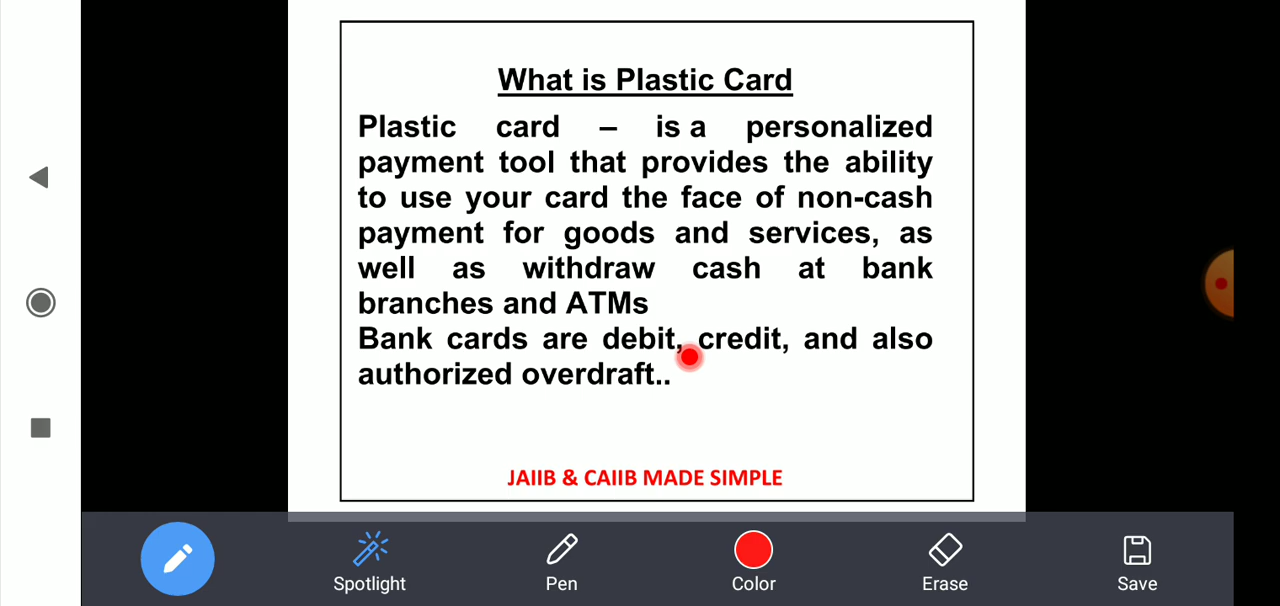 What is Plastic Card
Plastic card – is a personalized
payment tool that provides the ability
to use your card the face of non-cash
payment for goods and services, as
well as withdraw cash at bank
branches and ATMs
Bank cards are debit, credit, and also
authorized overdraft..
JAIIB & CAIIB MADE SIMPLE
Spotlight Pen Color Erase Save